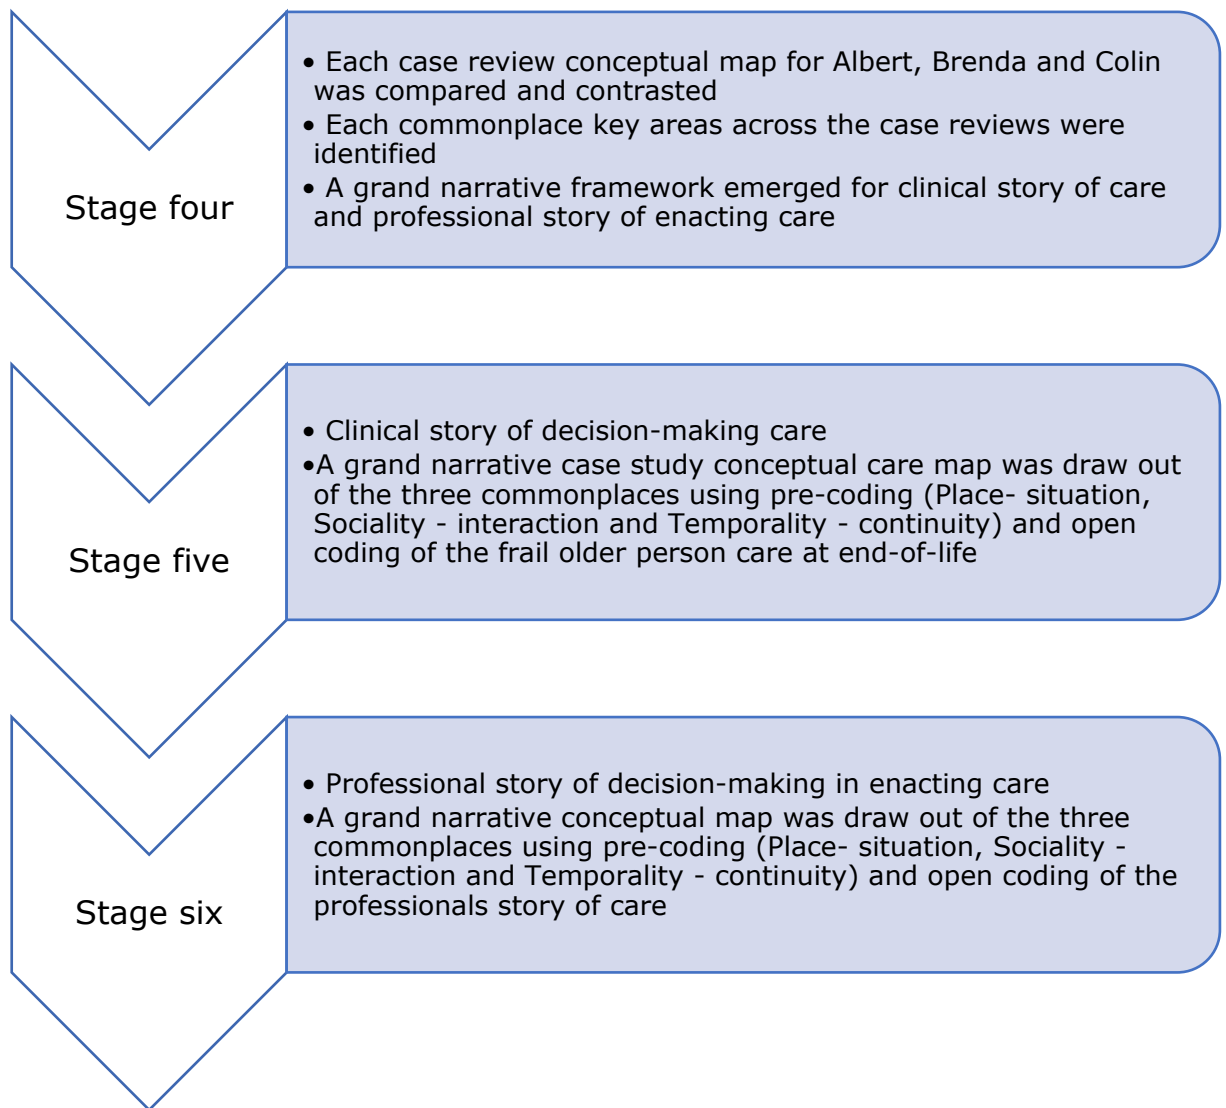 Stage four
• Each case review conceptual map for Albert, Brenda and Colin
was compared and contrasted
• Each commonplace key areas across the case reviews were
identified
• A grand narrative framework emerged for clinical story of care
and professional story of enacting care
Stage five
• Clinical story of decision-making care
•A grand narrative case study conceptual care map was draw out
of the three commonplaces using pre-coding (Place- situation,
Sociality - interaction and Temporality - continuity) and open
coding of the frail older person care at end-of-life
Stage six
• Professional story of decision-making in enacting care
•A grand narrative conceptual map was draw out of the three
commonplaces using pre-coding (Place- situation, Sociality -
interaction and Temporality - continuity) and open coding of the
professionals story of care